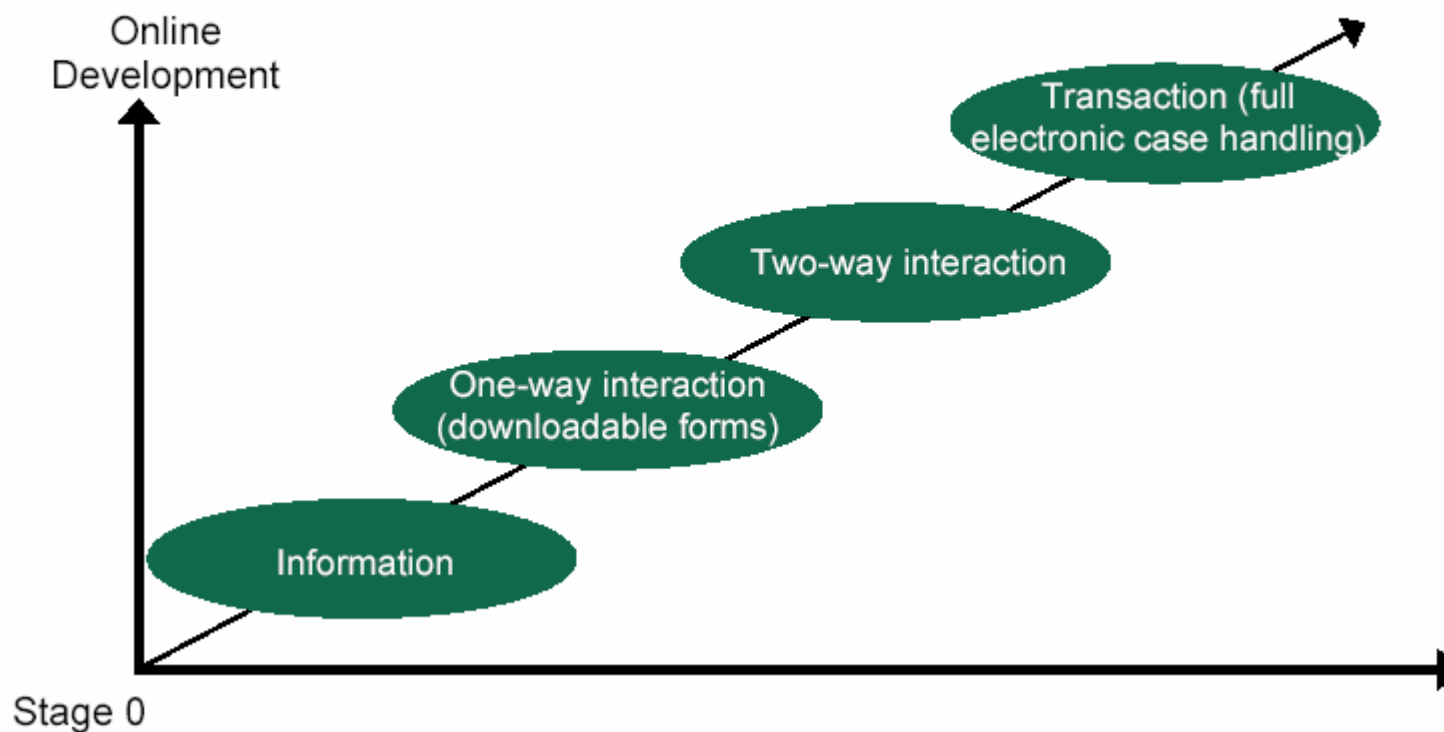 Online
Development
Transaction (full
electronic case handling)
Two-way interaction
One-way interaction
(downloadable forms)
Information
Stage 0